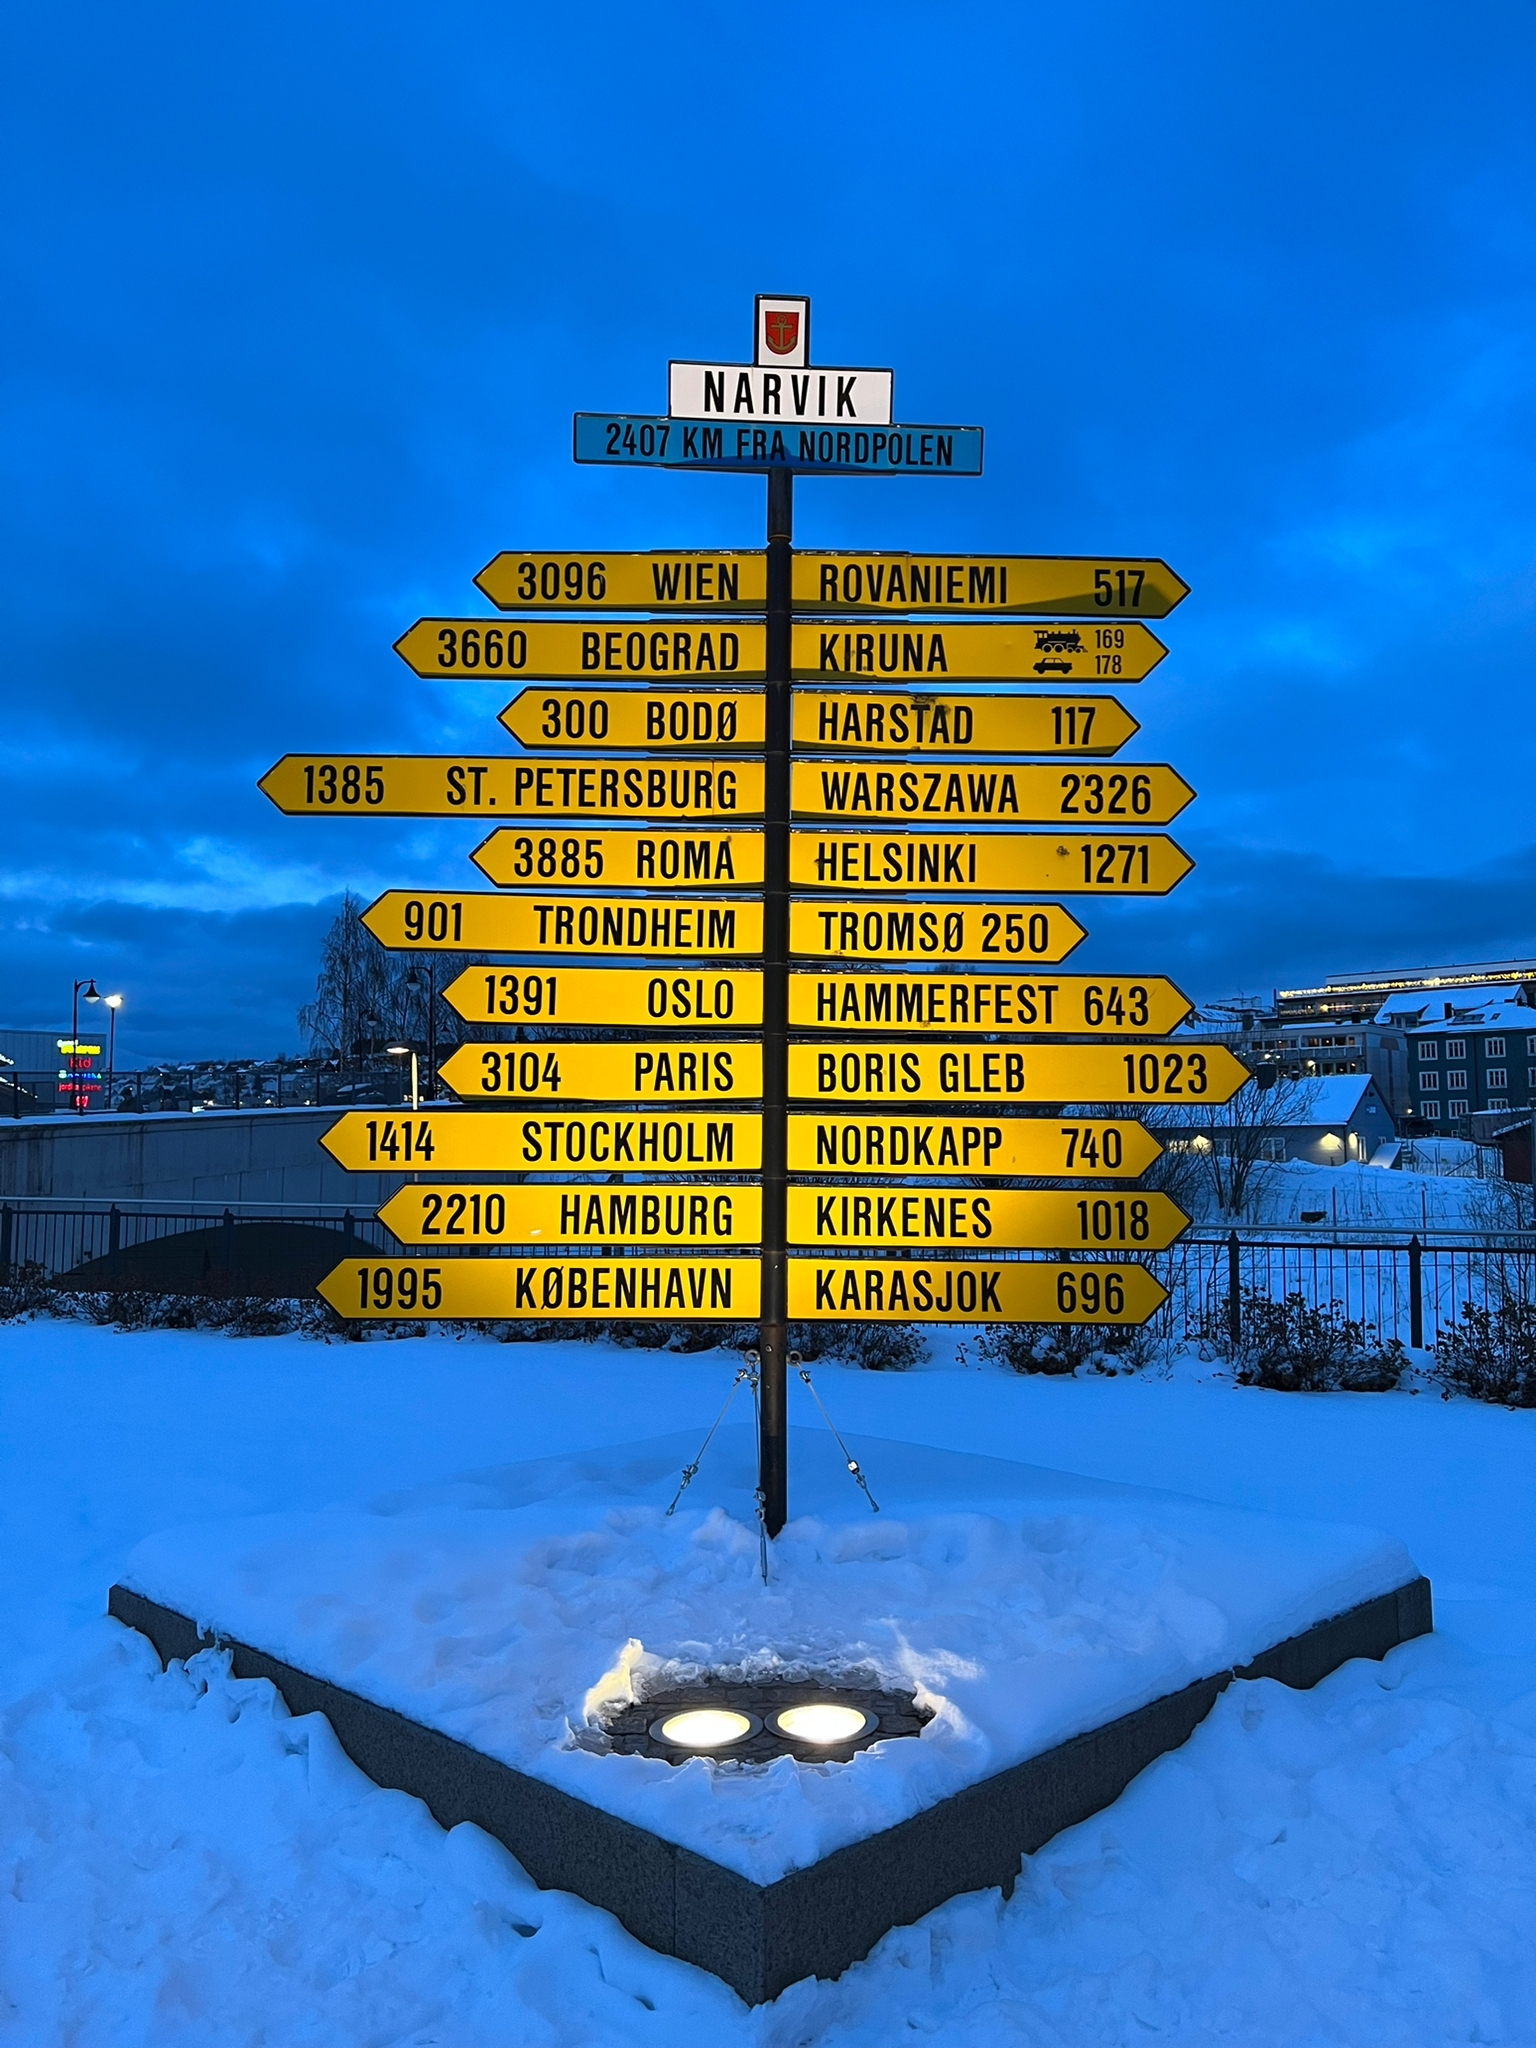 NARVIK
2407 KM FRA NORDPOLEN
3096 WIEN ROVANIEMI 517
3660 BEOGRAD KIRUNA 169
178
300 BODØ HARSTAD 117
1385 ST. PETERSBURG WARSZAWA 2326
3885 ROMA HELSINKI 1271
901 TRONDHEIM TROMSØ 250
1391 OSLO HAMMERFEST 643
3104 PARIS BORIS GLEB 1023
1414 STOCKHOLM NORDKAPP 740
2210 HAMBURG KIRKENES 1018
1995 KØBENHAVN KARASJOK 696